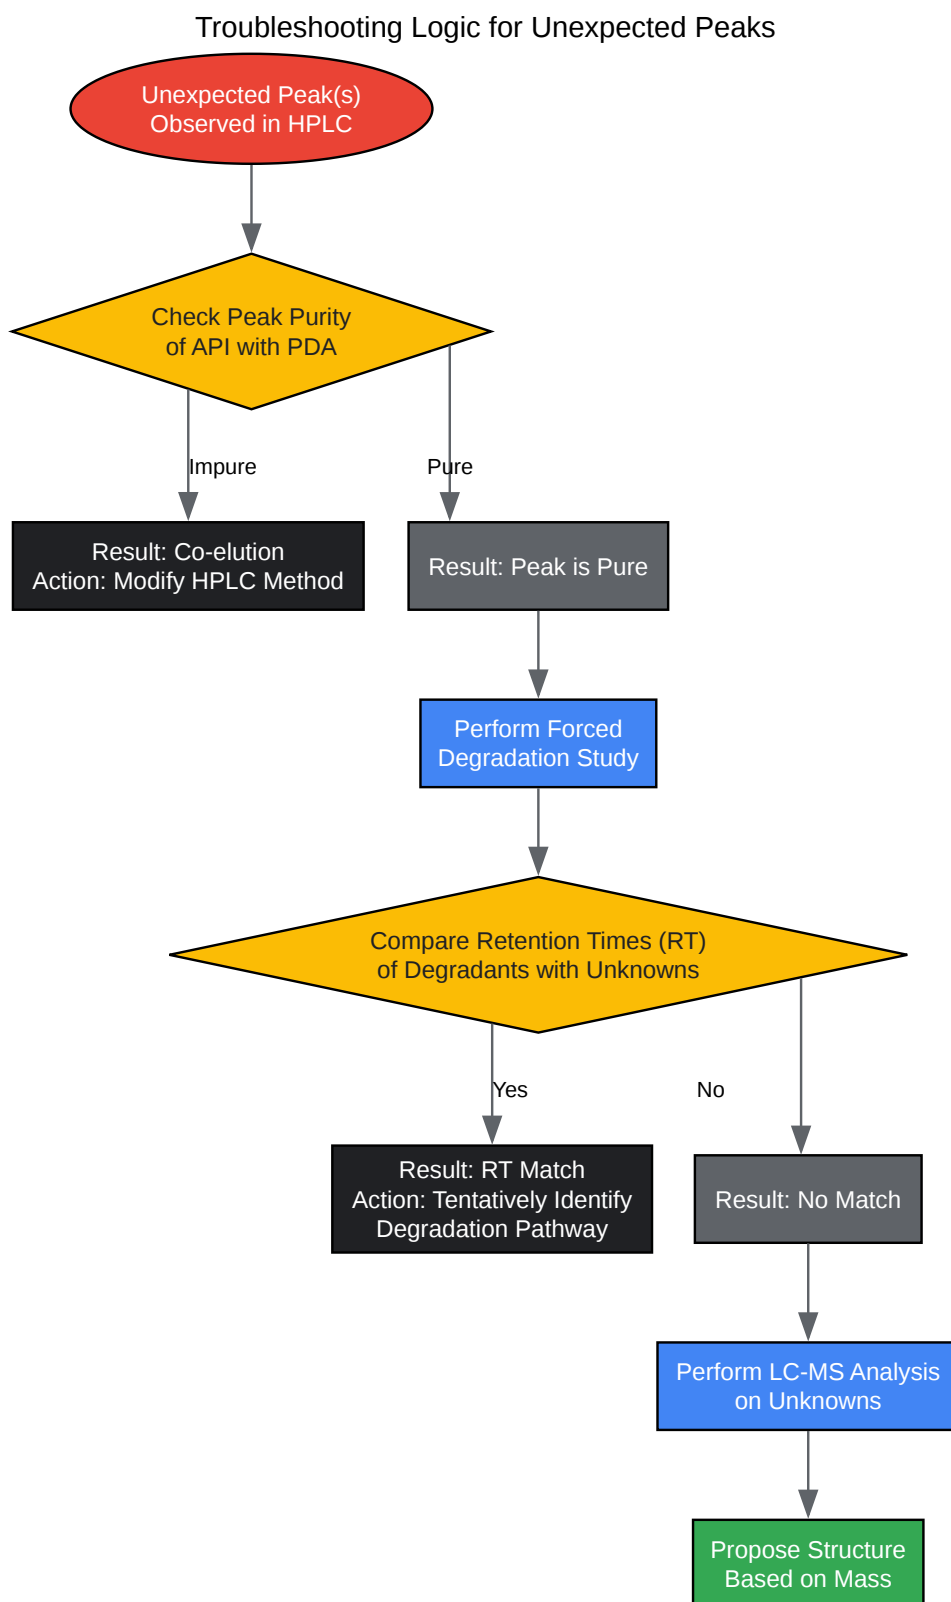 Troubleshooting Logic for Unexpected Peaks
Unexpected Peak(s)
Observed in HPLC
Check Peak Purity
of API with PDA
Impure
Pure
Result: Co-elution
Action: Modify HPLC Method
Result: Peak is Pure
Perform Forced
Degradation Study
Compare Retention Times (RT)
of Degradants with Unknowns
Yes
No
Result: RT Match
Action: Tentatively Identify
Degradation Pathway
Result: No Match
Perform LC-MS Analysis
on Unknowns
Propose Structure
Based on Mass